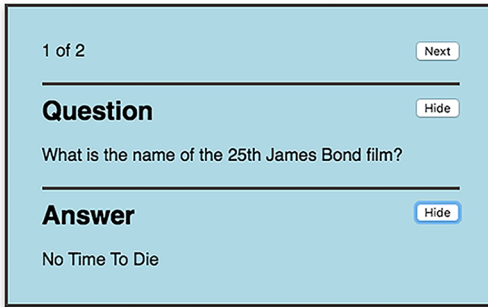 1 of 2 Next
Question Hide
What is the name of the 25th James Bond film?
Answer Hide
No Time To Die